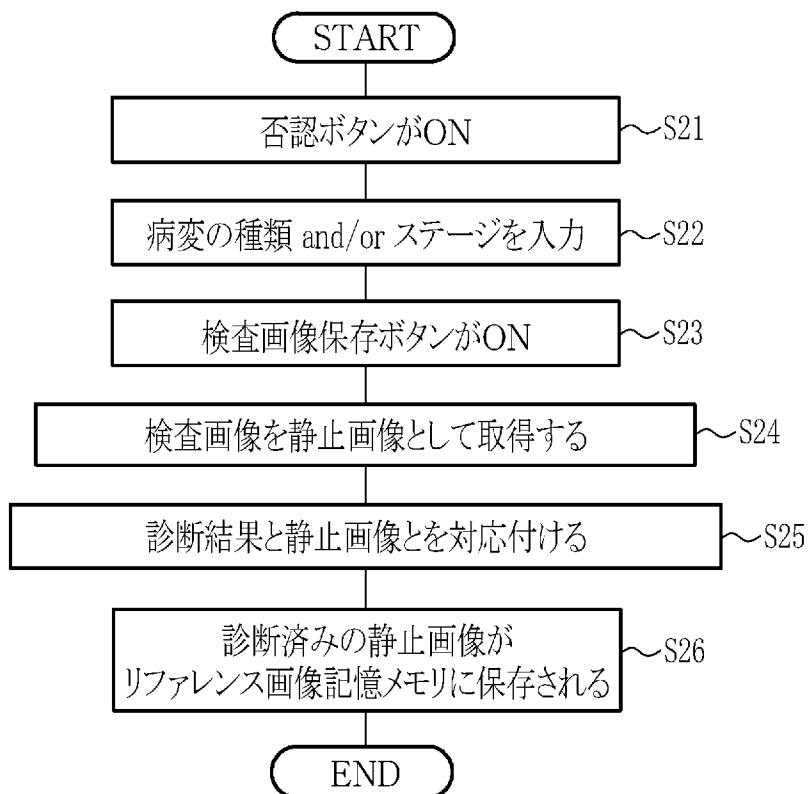 START
否認ボタンがON
S21
病変の種類 and/or ステージを入力
S22
検査画像保存ボタンがON
S23
検査画像を静止画像として取得する
S24
診断結果と静止画像とを対応付ける
S25
診断済みの静止画像が
リファレンス画像記憶メモリに保存される
S26
END